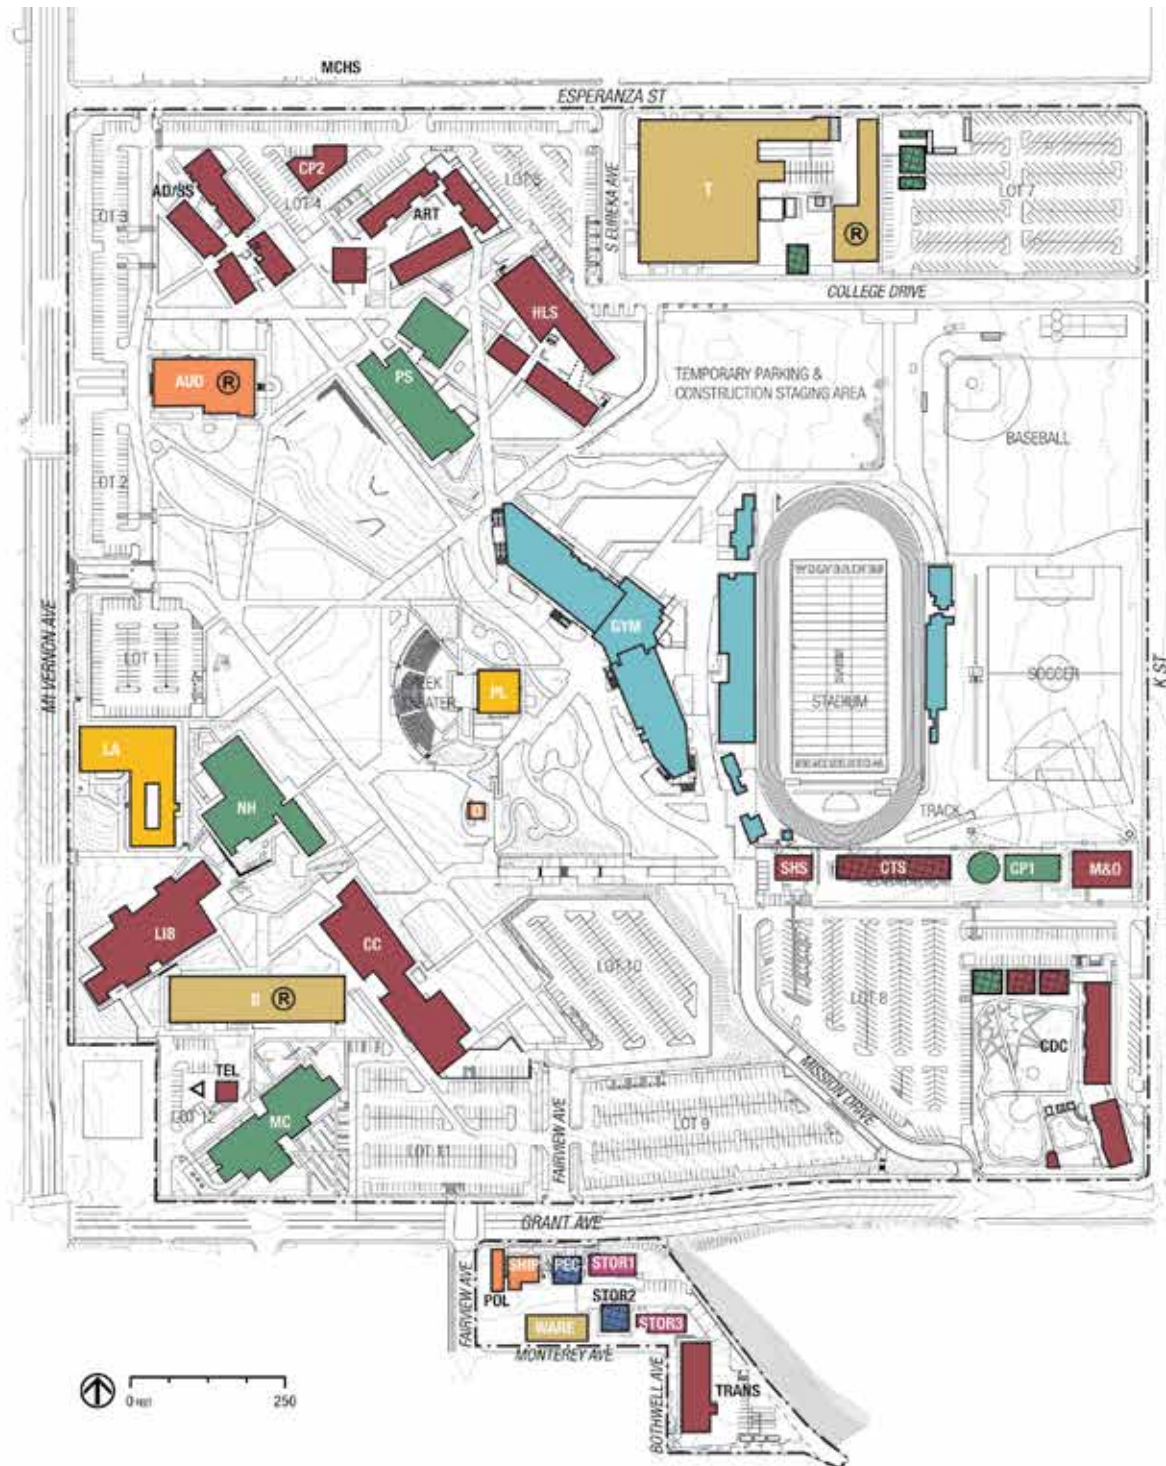 MCHS
ESPERANZA ST
CP2
AD/SS
LOT 5
LOT 4
LOT 3
ART
S EUREKA AVE
T
R
LOT 7
COLLEGE DRIVE
HLS
AUD R
PS
TEMPORARY PARKING &
CONSTRUCTION STAGING AREA
BASEBALL
LOT 2
GYM
MT VERNON AVE
LOT 1
GREEK
THEATER
PL
STADIUM
SOCCER
K ST
LA
NH
TRACK
SHS
CTS
CP1
M&O
LIB
CC
LOT 10
R
LOT 8
CDC
TEL
LOT 12
MC
LOT 11
FAIRVIEW AVE
LOT 9
MISSION DRIVE
GRANT AVE
FAIRVIEW AVE
POL
SHIP
PEC
STOR1
STOR2
WARE
STOR3
MONTEREY AVE
BOTHWELL AVE
TRANS
0 FEET
250